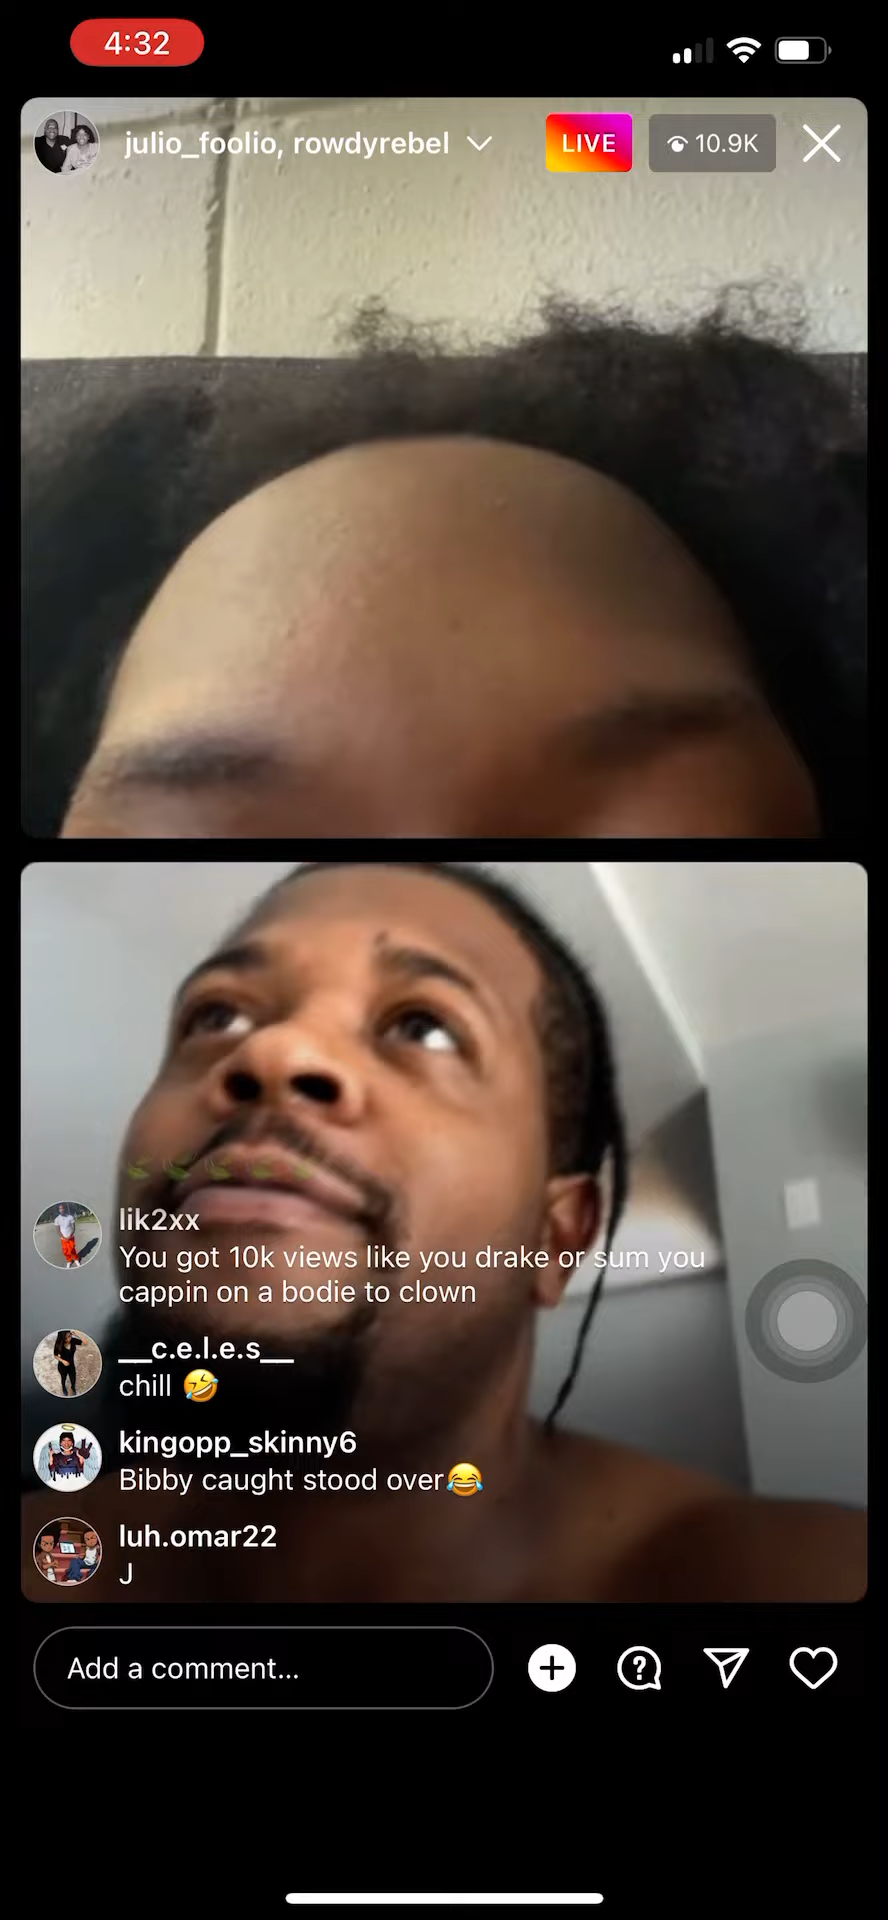 4:32
julio_foolio, rowdyrebel
LIVE
10.9K
lik2xx
You got 10k views like you drake or sum you
cappin on a bodie to clown
__c.e.l.e.s__
chill 🤣
kingopp_skinny6
Bibby caught stood over😂
luh.omar22
J
Add a comment...